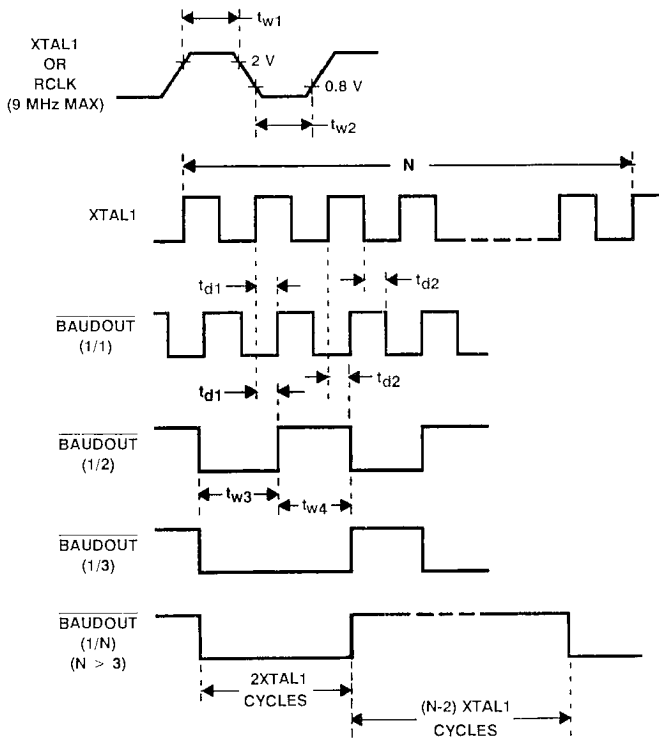 tw1
XTAL1
OR
RCLK
(9 MHz MAX)
2 V
0.8 V
tw2
N
XTAL1
td1
td2
BAUDOUT
(1/1)
td1
td2
BAUDOUT
(1/2)
tw3
tw4
BAUDOUT
(1/3)
BAUDOUT
(1/N)
(N > 3)
2XTAL1
CYCLES
(N-2) XTAL1
CYCLES